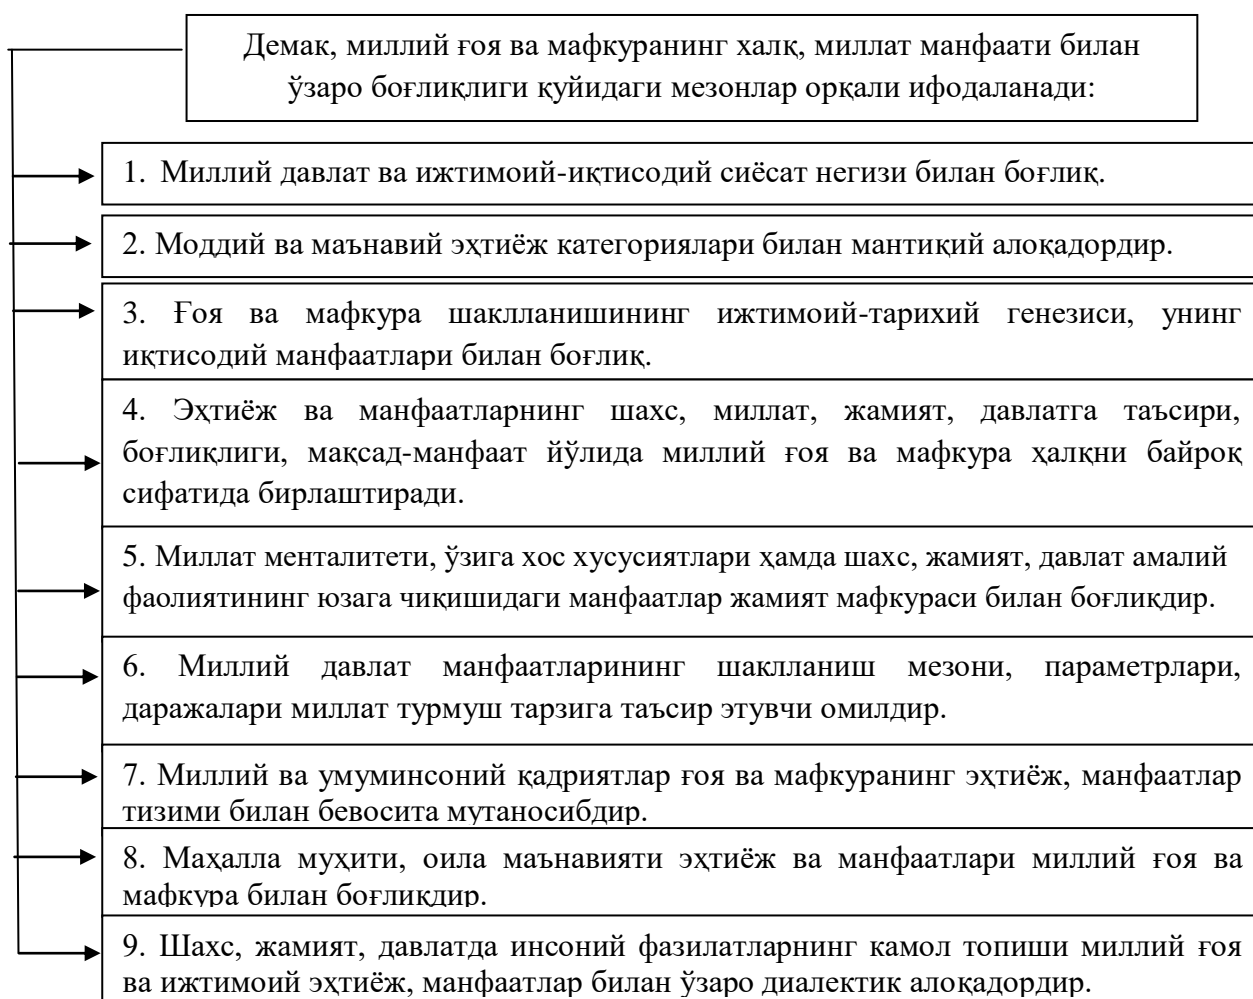 Демак, миллий ғоя ва мафкуранинг халқ, миллат манфаати билан
ўзаро боғлиқлиги қуйидаги мезонлар орқали ифодаланади:
1. Миллий давлат ва ижтимоий-иқтисодий сиёсат негизи билан боғлиқ.
2. Моддий ва маънавий эҳтиёж категориялари билан мантиқий алоқадордир.
3. Ғоя ва мафкура шаклланишининг ижтимоий-тарихий генезиси, унинг
иқтисодий манфаатлари билан боғлиқ.
4. Эҳтиёж ва манфаатларнинг шахс, миллат, жамият, давлатга таъсири,
боғлиқлиги, мақсад-манфаат йўлида миллий ғоя ва мафкура ҳалқни байроқ
сифатида бирлаштиради.
5. Миллат менталитети, ўзига хос хусусиятлари ҳамда шахс, жамият, давлат амалий
фаолиятининг юзага чиқишидаги манфаатлар жамият мафкураси билан боғлиқдир.
6. Миллий давлат манфаатларининг шаклланиш мезони, параметрлари,
даражалари миллат турмуш тарзига таъсир этувчи омилдир.
7. Миллий ва умуминсоний қадриятлар ғоя ва мафкуранинг эҳтиёж, манфаатлар
тизими билан бевосита мутаносибдир.
8. Маҳалла муҳити, оила маънавияти эҳтиёж ва манфаатлари миллий ғоя ва
мафкура билан боғлиқдир.
9. Шахс, жамият, давлатда инсоний фазилатларнинг камол топиши миллий ғоя
ва ижтимоий эҳтиёж, манфаатлар билан ўзаро диалектик алоқадордир.